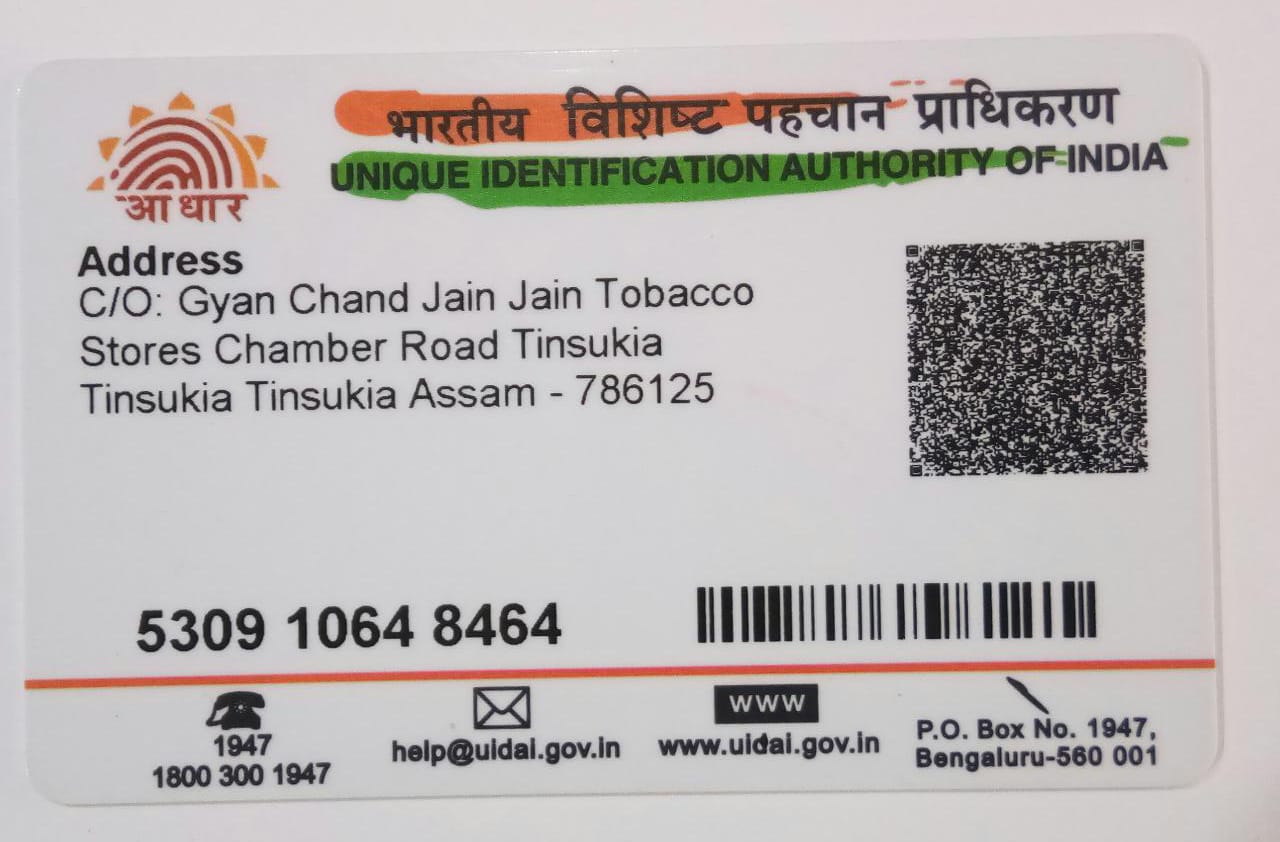 भारतीय विशिष्ट पहचान प्राधिकरण
UNIQUE IDENTIFICATION AUTHORITY OF INDIA
आधार
Address
C/O: Gyan Chand Jain Jain Tobacco
Stores Chamber Road Tinsukia
Tinsukia Tinsukia Assam - 786125
5309 1064 8464
1947
1800 300 1947
help@uidai.gov.in
WWW
www.uidai.gov.in
P.O. Box No. 1947,
Bengaluru-560 001